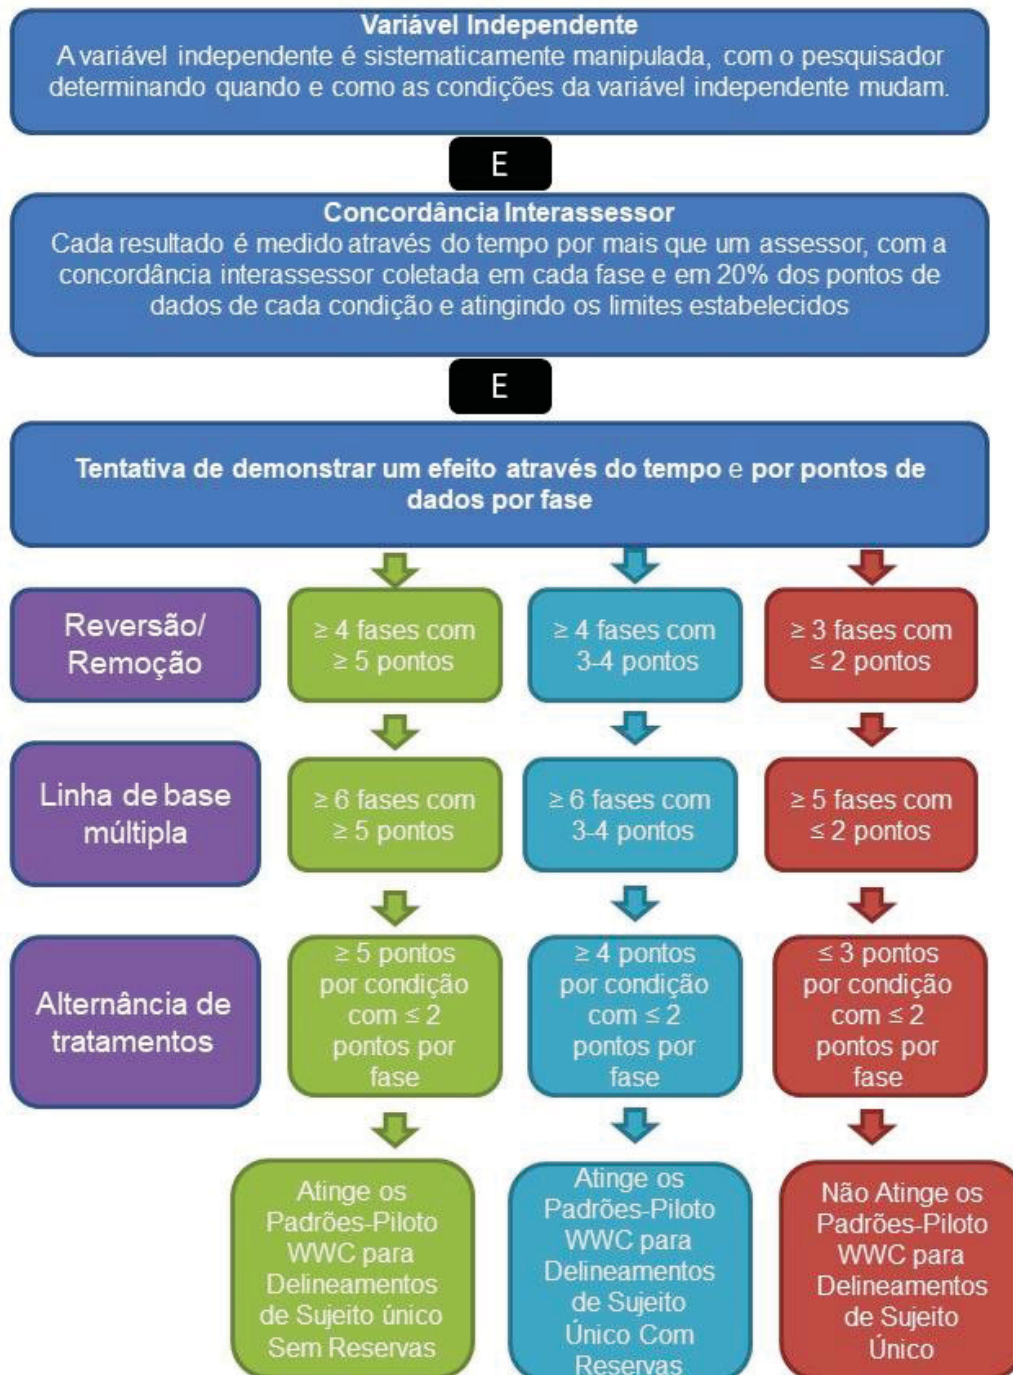 Variável Independente
A variável independente é sistematicamente manipulada, com o pesquisador
determinando quando e como as condições da variável independente mudam.
E
Concordância Interassessor
Cada resultado é medido através do tempo por mais que um assessor, com a
concordância interassessor coletada em cada fase e em 20% dos pontos de
dados de cada condição e atingindo os limites estabelecidos
E
Tentativa de demonstrar um efeito através do tempo e por pontos de
dados por fase
Reversão/
Remoção
≥ 4 fases com
≥ 5 pontos
≥ 4 fases com
3-4 pontos
≥ 3 fases com
≤ 2 pontos
Linha de base
múltipla
≥ 6 fases com
≥ 5 pontos
≥ 6 fases com
3-4 pontos
≥ 5 fases com
≤ 2 pontos
Alternância de
tratamentos
≥ 5 pontos
por condição
com ≤ 2
pontos por
fase
≥ 4 pontos
por condição
com ≤ 2
pontos por
fase
≤ 3 pontos
por condição
com ≤ 2
pontos por
fase
Atinge os
Padrões-Piloto
WWC para
Delineamentos
de Sujeito único
Sem Reservas
Atinge os
Padrões-Piloto
WWC para
Delineamentos
de Sujeito
Único Com
Reservas
Não Atinge os
Padrões-Piloto
WWC para
Delineamentos
de Sujeito
Único